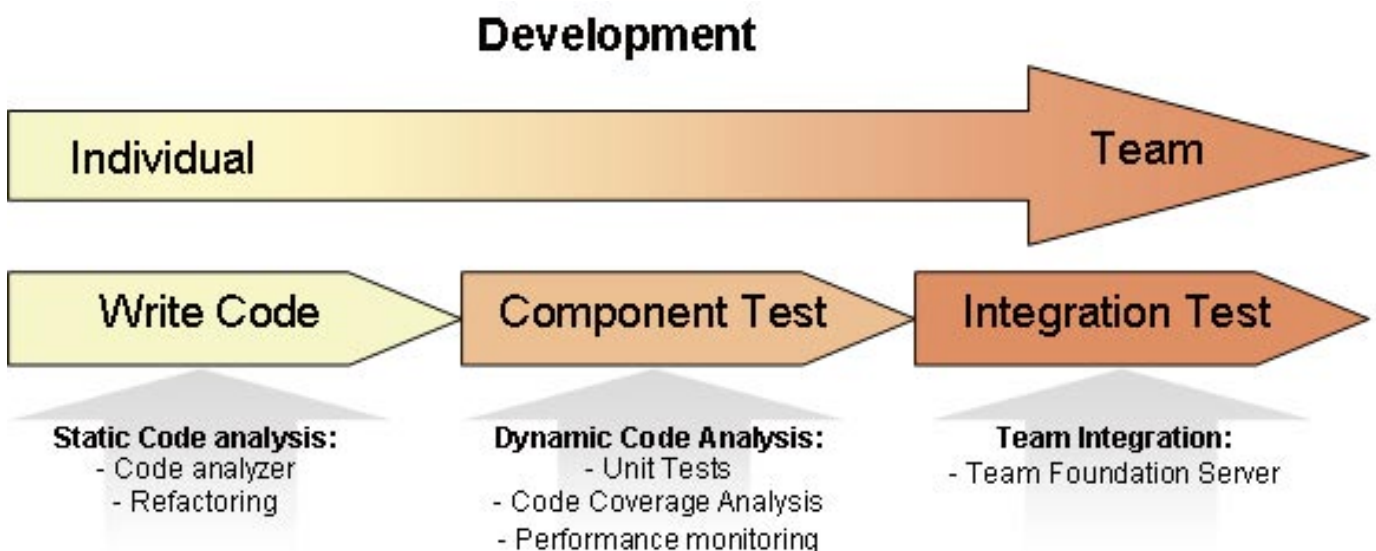 Development
Individual
Team
Write Code
Component Test
Integration Test
Static Code analysis:
- Code analyzer
- Refactoring
Dynamic Code Analysis:
- Unit Tests
- Code Coverage Analysis
- Performance monitoring
Team Integration:
- Team Foundation Server